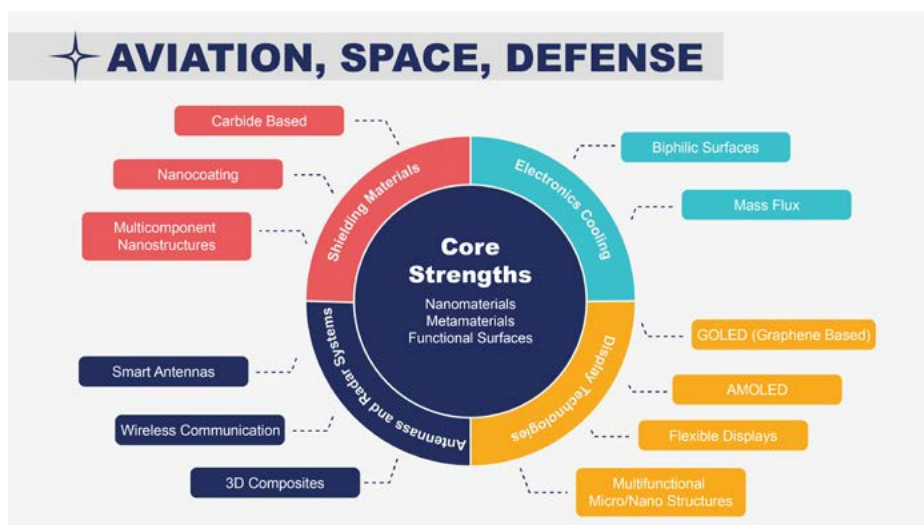 AVIATION, SPACE, DEFENSE
Carbide Based
Nanocoating
Multicomponent
Nanostructures
Shielding Materials
Electronics Cooling
Biphilic Surfaces
Mass Flux
Core
Strengths
Nanomaterials
Metamaterials
Functional Surfaces
Smart Antennas
Wireless Communication
3D Composites
Antennass and Radar Systems
Display Technologies
GOLED (Graphene Based)
AMOLED
Flexible Displays
Multifunctional
Micro/Nano Structures